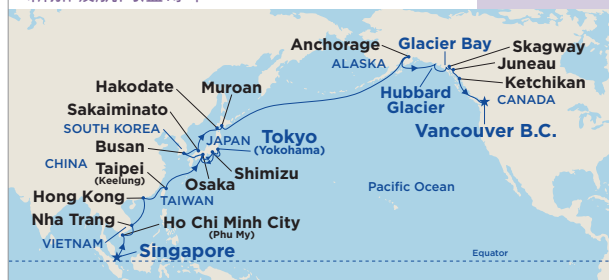 Anchorage
Glacier Bay
Skagway
ALASKA
Juneau
Ketchikan
Hubbard
Glacier
CANADA
Vancouver B.C.
Hakodate
Muroan
Sakaiminato
SOUTH KOREA
Busan
JAPAN
Tokyo
(Yokohama)
CHINA
Taipei
(Keelung)
Shimizu
Osaka
Pacific Ocean
Hong Kong
TAIWAN
Nha Trang
Ho Chi Minh City
(Phu My)
VIETNAM
Singapore
Equator